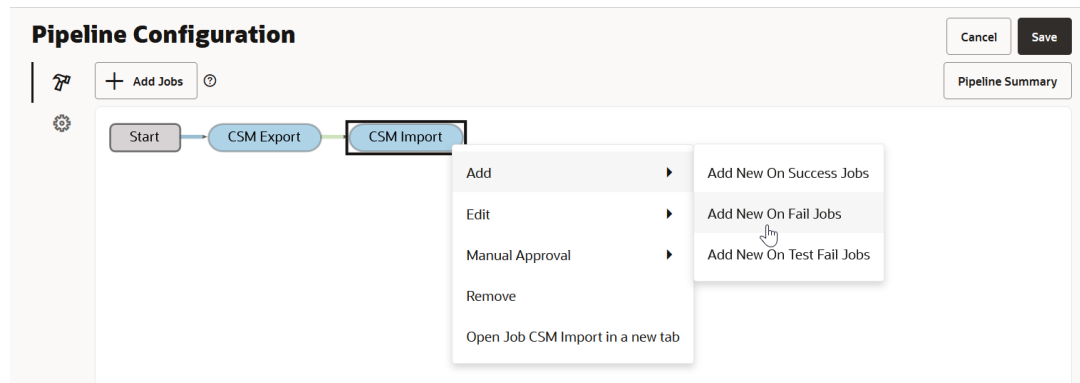 Pipeline Configuration
Cancel
Save
+ Add Jobs ?
Pipeline Summary
Start
CSM Export
CSM Import
Add
Add New On Success Jobs
Edit
Add New On Fail Jobs
Manual Approval
Add New On Test Fail Jobs
Remove
Open Job CSM Import in a new tab